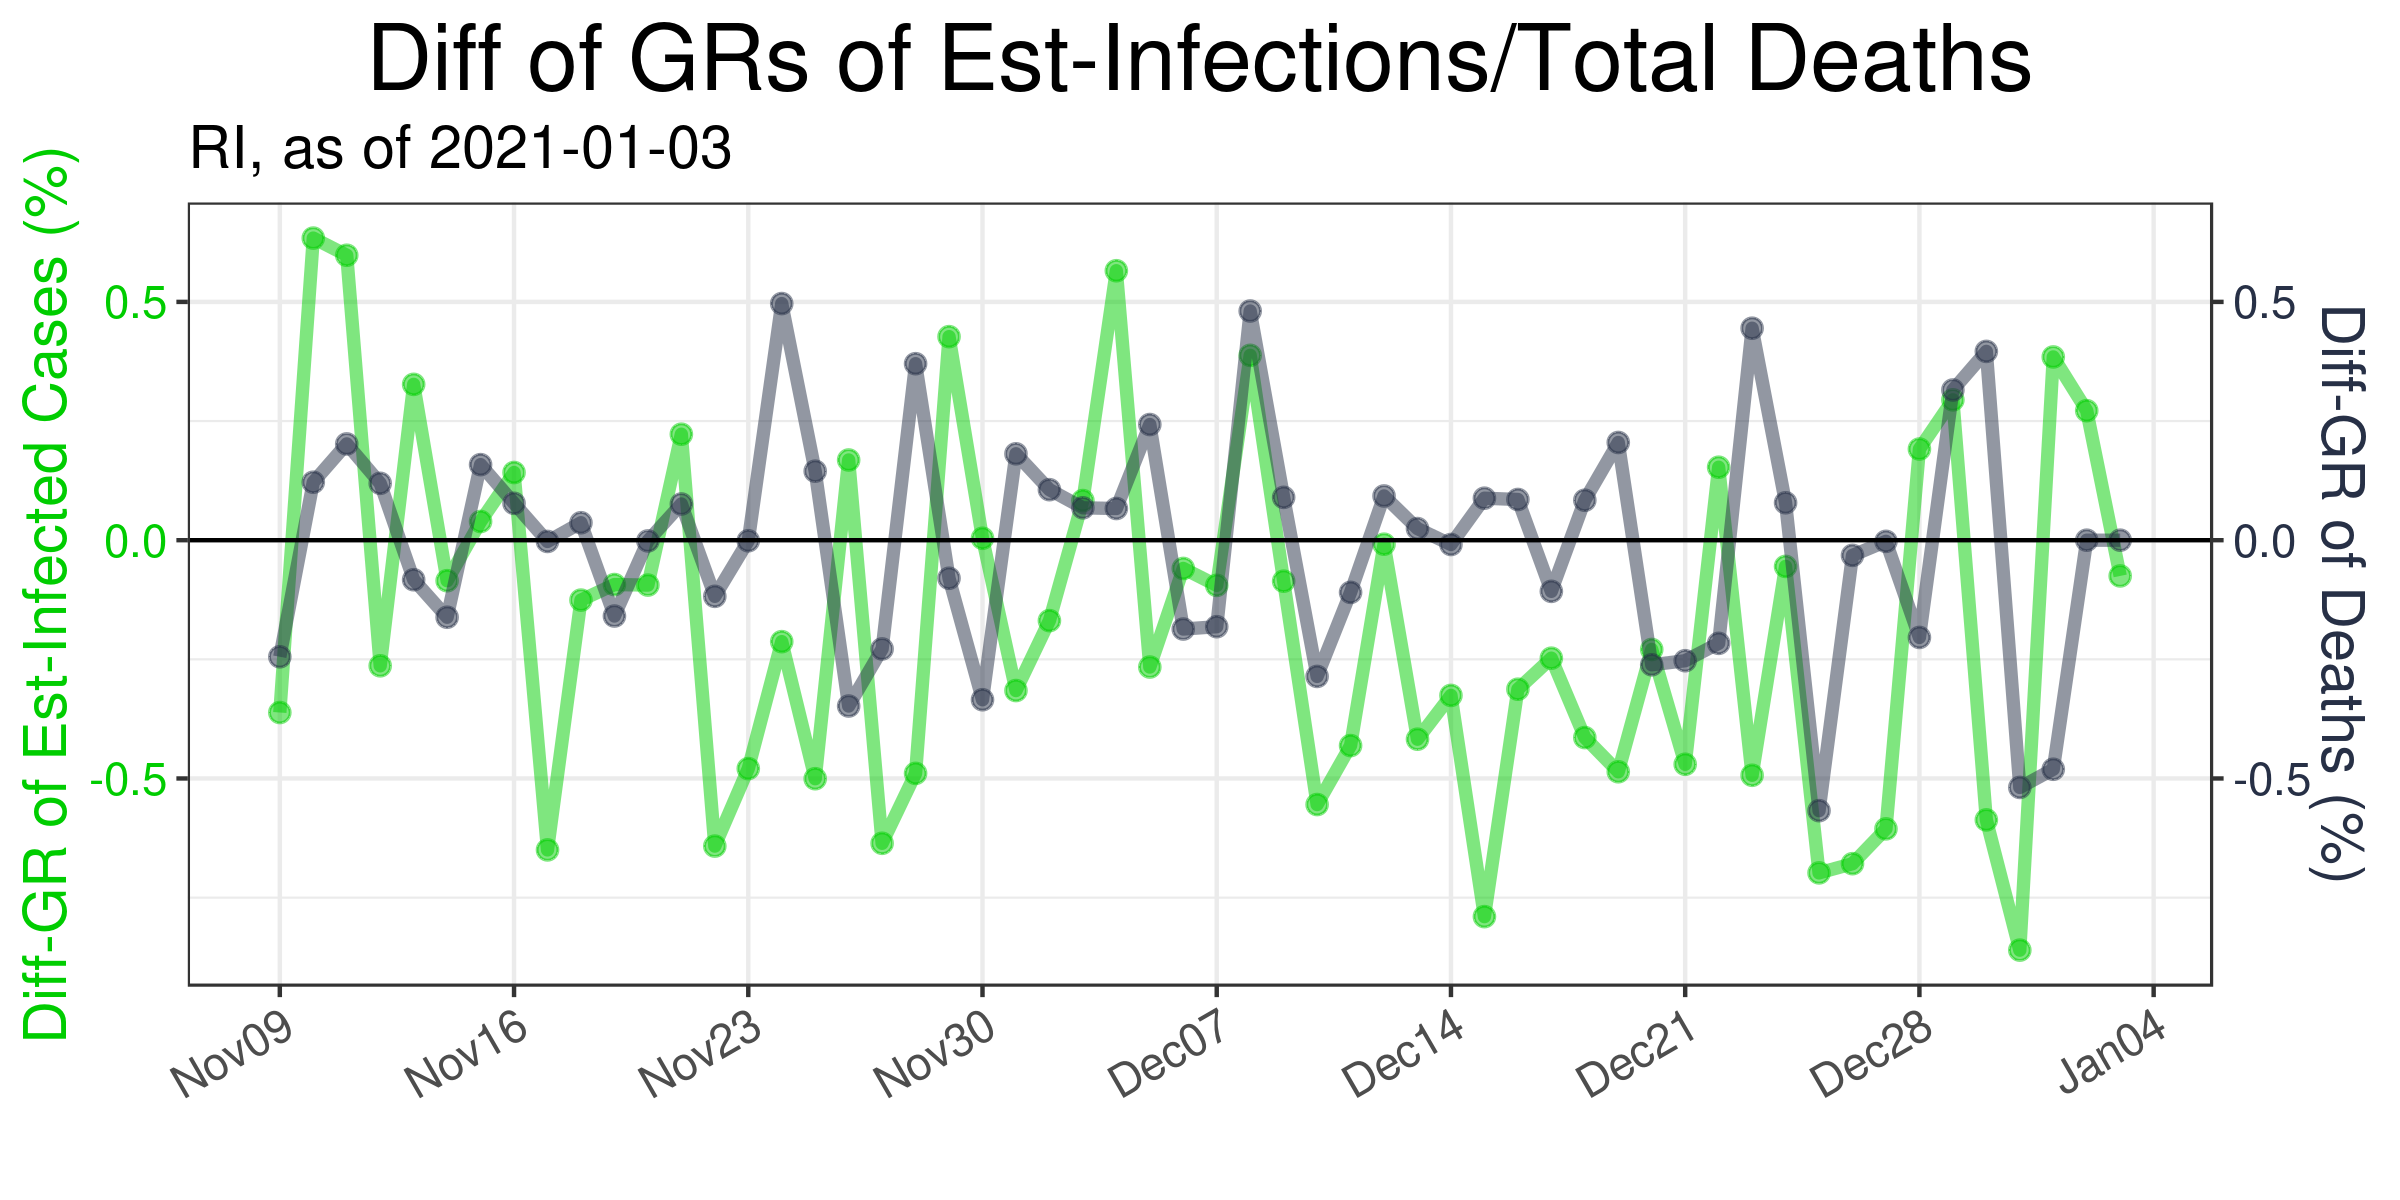 Diff of GRs of Est-Infections/Total Deaths
RI, as of 2021-01-03
Diff-GR of Est-Infected Cases (%)
0.5
0.0
-0.5
0.5
0.0
-0.5
Diff-GR of Deaths (%)
Nov09
Nov16
Nov23
Nov30
Dec07
Dec14
Dec21
Dec28
Jan04